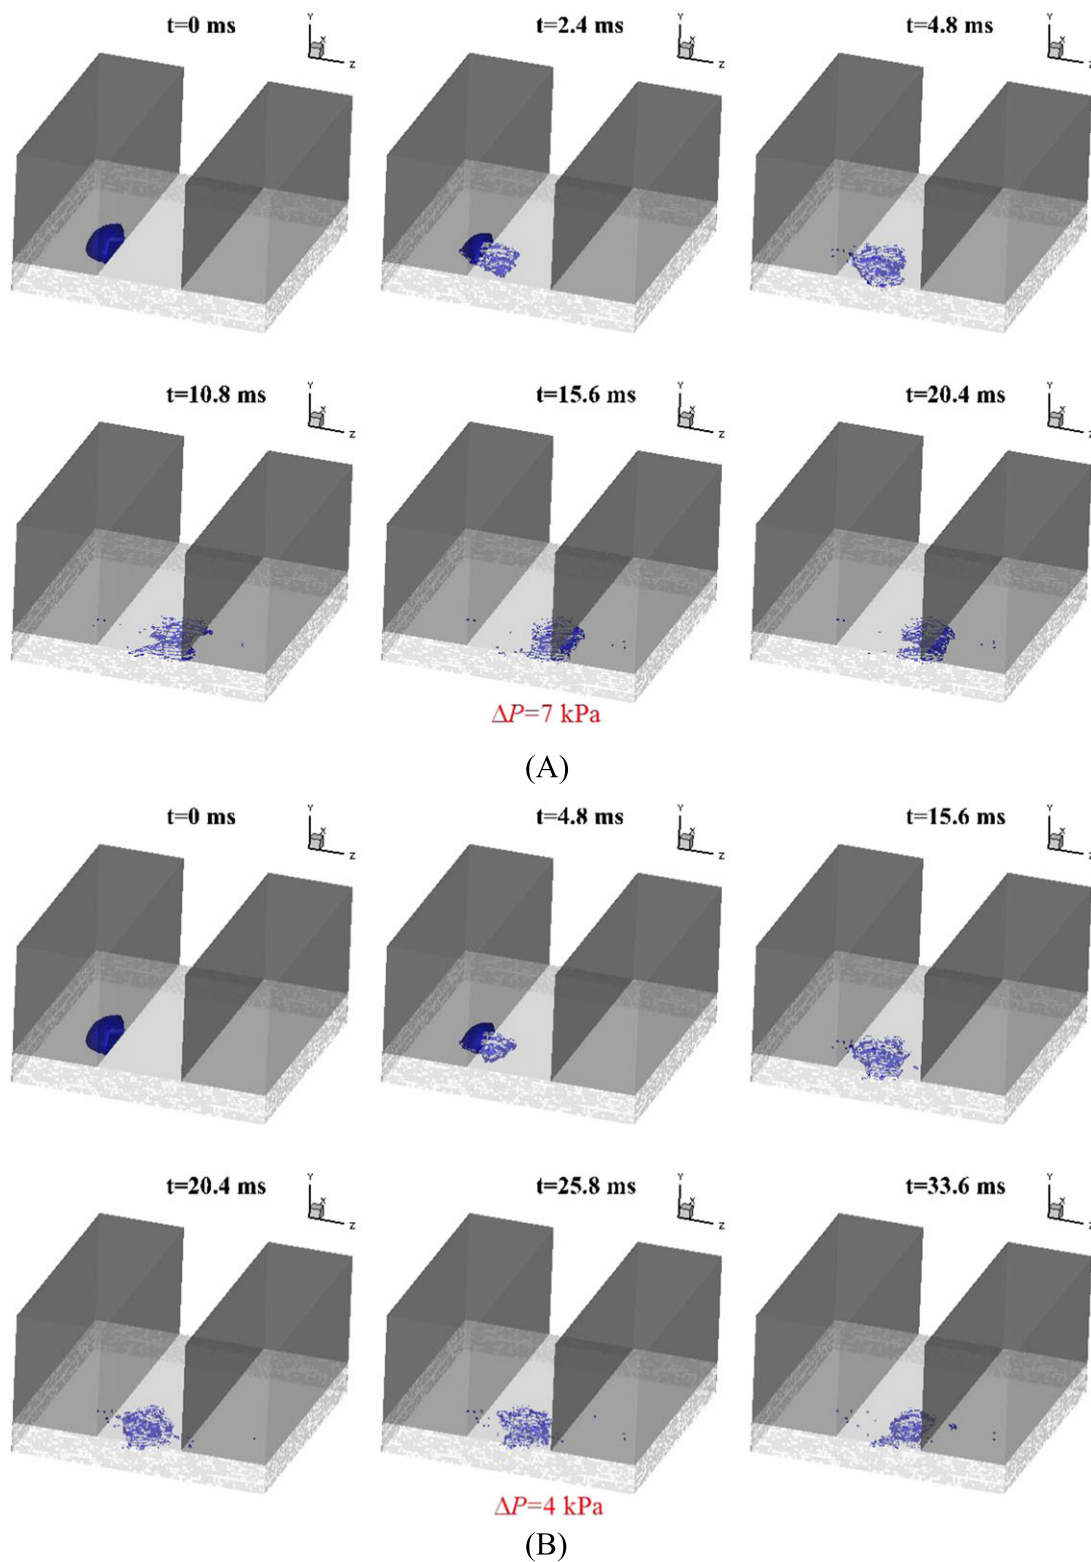 t=0 ms t=2.4 ms t=4.8 ms
Y X Z Y X Z Y X Z
t=10.8 ms t=15.6 ms t=20.4 ms
Y X Z Y X Z Y X Z
ΔP=7 kPa
(A)
t=0 ms t=4.8 ms t=15.6 ms
Y X Z Y X Z Y X Z
t=20.4 ms t=25.8 ms t=33.6 ms
Y X Z Y X Z Y X Z
ΔP=4 kPa
(B)